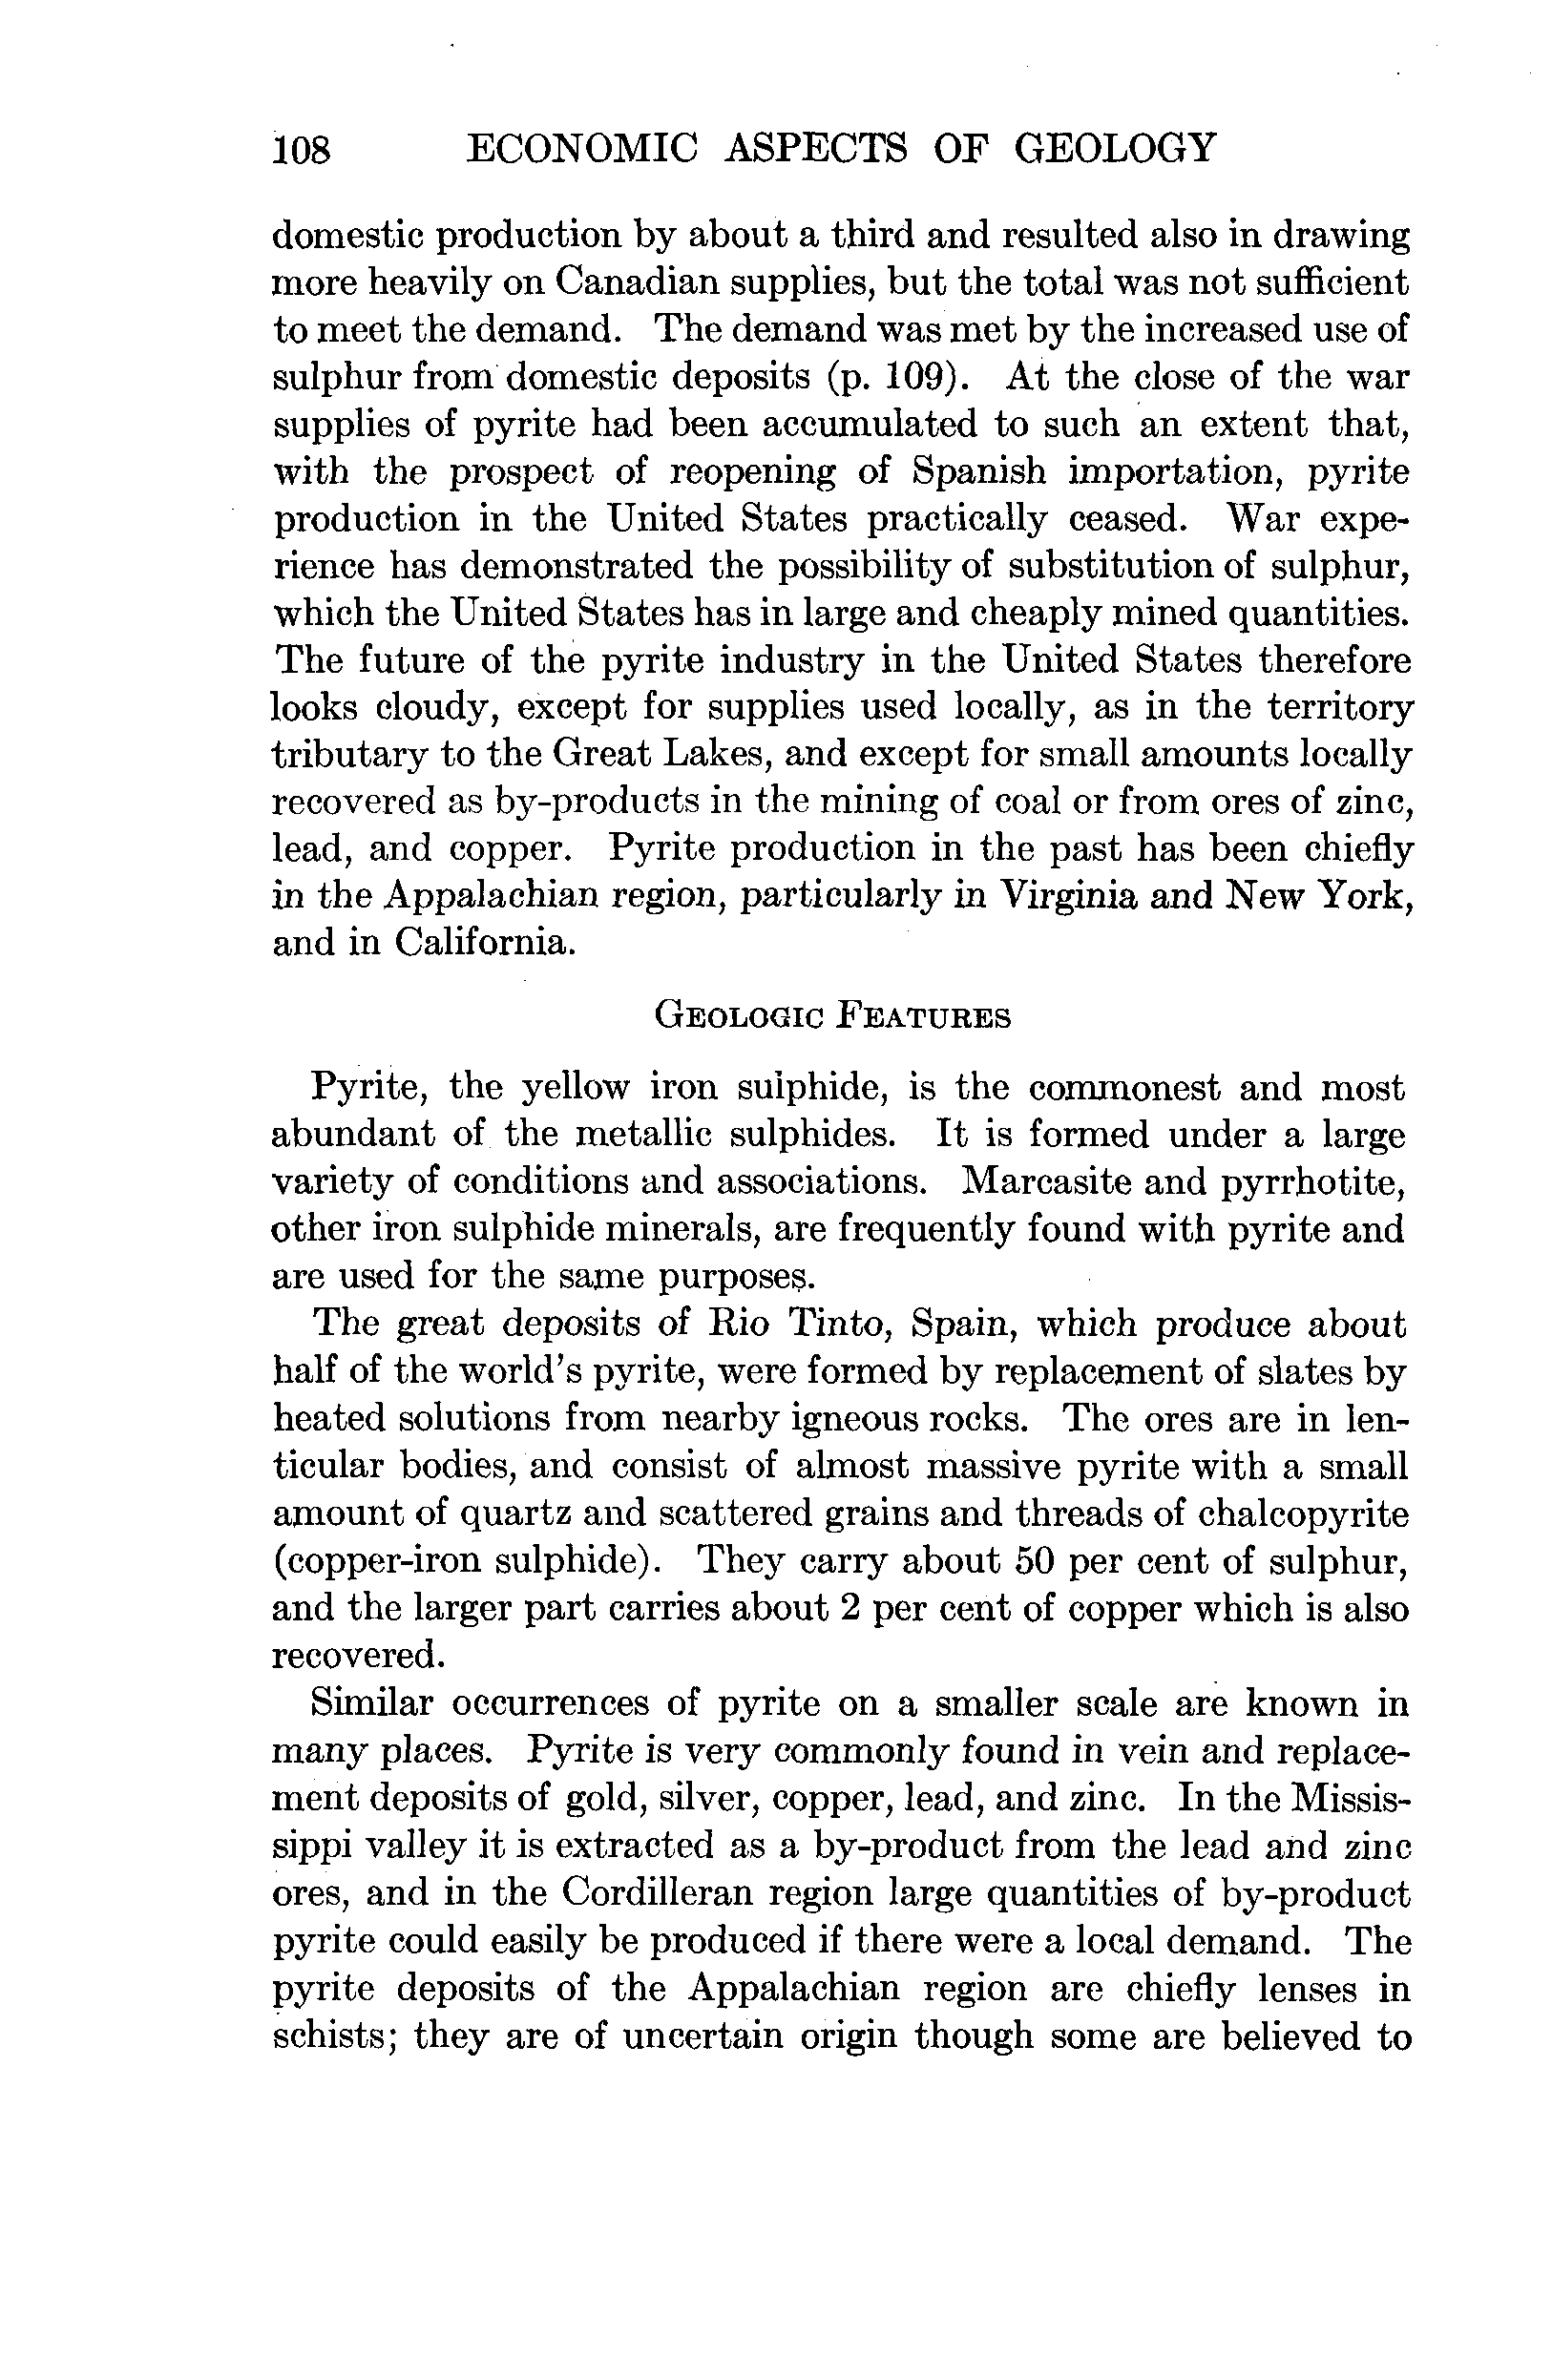 108 ECONOMIC ASPECTS OF GEOLOGY
domestic production by about a third and resulted also in drawing
more heavily on Canadian supplies, but the total was not sufficient
to meet the demand. The demand was met by the increased use of
sulphur from domestic deposits (p. 109). At the close of the war
supplies of pyrite had been accumulated to such an extent that,
with the prospect of reopening of Spanish importation, pyrite
production in the United States practically ceased. War expe-
rience has demonstrated the possibility of substitution of sulphur,
which the United States has in large and cheaply mined quantities.
The future of the pyrite industry in the United States therefore
looks cloudy, except for supplies used locally, as in the territory
tributary to the Great Lakes, and except for small amounts locally
recovered as by-products in the mining of coal or from ores of zinc,
lead, and copper. Pyrite production in the past has been chiefly
in the Appalachian region, particularly in Virginia and New York,
and in California.
GEOLOGIC FEATURES
Pyrite, the yellow iron sulphide, is the commonest and most
abundant of the metallic sulphides. It is formed under a large
variety of conditions and associations. Marcasite and pyrrhotite,
other iron sulphide minerals, are frequently found with pyrite and
are used for the same purposes.
The great deposits of Rio Tinto, Spain, which produce about
half of the world's pyrite, were formed by replacement of slates by
heated solutions from nearby igneous rocks. The ores are in len-
ticular bodies, and consist of almost massive pyrite with a small
amount of quartz and scattered grains and threads of chalcopyrite
(copper-iron sulphide). They carry about 50 per cent of sulphur,
and the larger part carries about 2 per cent of copper which is also
recovered.
Similar occurrences of pyrite on a smaller scale are known in
many places. Pyrite is very commonly found in vein and replace-
ment deposits of gold, silver, copper, lead, and zinc. In the Missis-
sippi valley it is extracted as a by-product from the lead and zinc
ores, and in the Cordilleran region large quantities of by-product
pyrite could easily be produced if there were a local demand. The
pyrite deposits of the Appalachian region are chiefly lenses in
schists; they are of uncertain origin though some are believed to